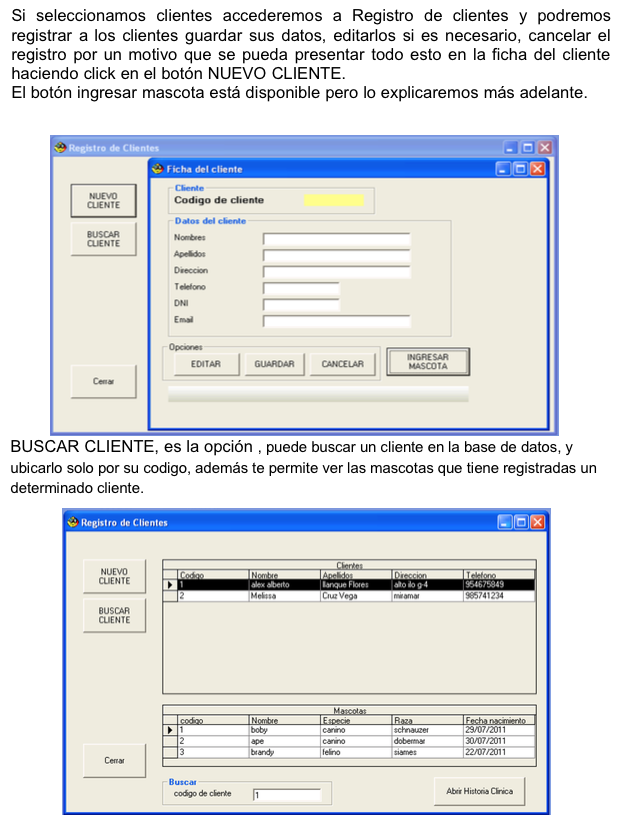 Si seleccionamos clientes accederemos a Registro de clientes y podremos
registrar a los clientes guardar sus datos, editarlos si es necesario, cancelar el
registro por un motivo que se pueda presentar todo esto en la ficha del cliente
haciendo click en el botón NUEVO CLIENTE.
El botón ingresar mascota está disponible pero lo explicaremos más adelante.
Registro de Clientes
Ficha del cliente
NUEVO
CLIENTE
BUSCAR
CLIENTE
Cerrar
Cliente
Codigo de cliente
Datos del cliente
Nombres
Apellidos
Direccion
Telefono
DNI
Email
Opciones
EDITAR GUARDAR CANCELAR INGRESAR
MASCOTA
BUSCAR CLIENTE, es la opción , puede buscar un cliente en la base de datos, y
ubicarlo solo por su codigo, además te permite ver las mascotas que tiene registradas un
determinado cliente.
Registro de Clientes
NUEVO
CLIENTE
BUSCAR
CLIENTE
Cerrar
Clientes
Codigo Nombre Apellidos Direccion Telefono
1 alex alberto llanque Flores alto ilo g-4 954675849
2 Melissa Cruz Vega miramar 985741234
Mascotas
codigo Nombre Especie Raza Fecha nacimiento
1 boby canino schnauzer 29/07/2011
2 ape canino doberman 30/07/2011
3 brandy felino siames 22/07/2011
Buscar
codigo de cliente 1
Abrir Historia Clinica